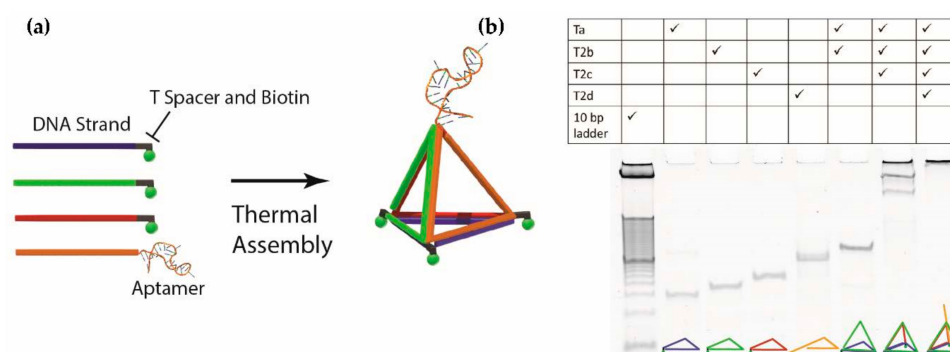 (a)
T Spacer and Biotin
DNA Strand
Thermal
Assembly
Aptamer
(b)
Ta ✓ ✓ ✓ ✓
T2b ✓ ✓ ✓ ✓
T2c ✓ ✓ ✓
T2d ✓ ✓
10 bp
ladder ✓